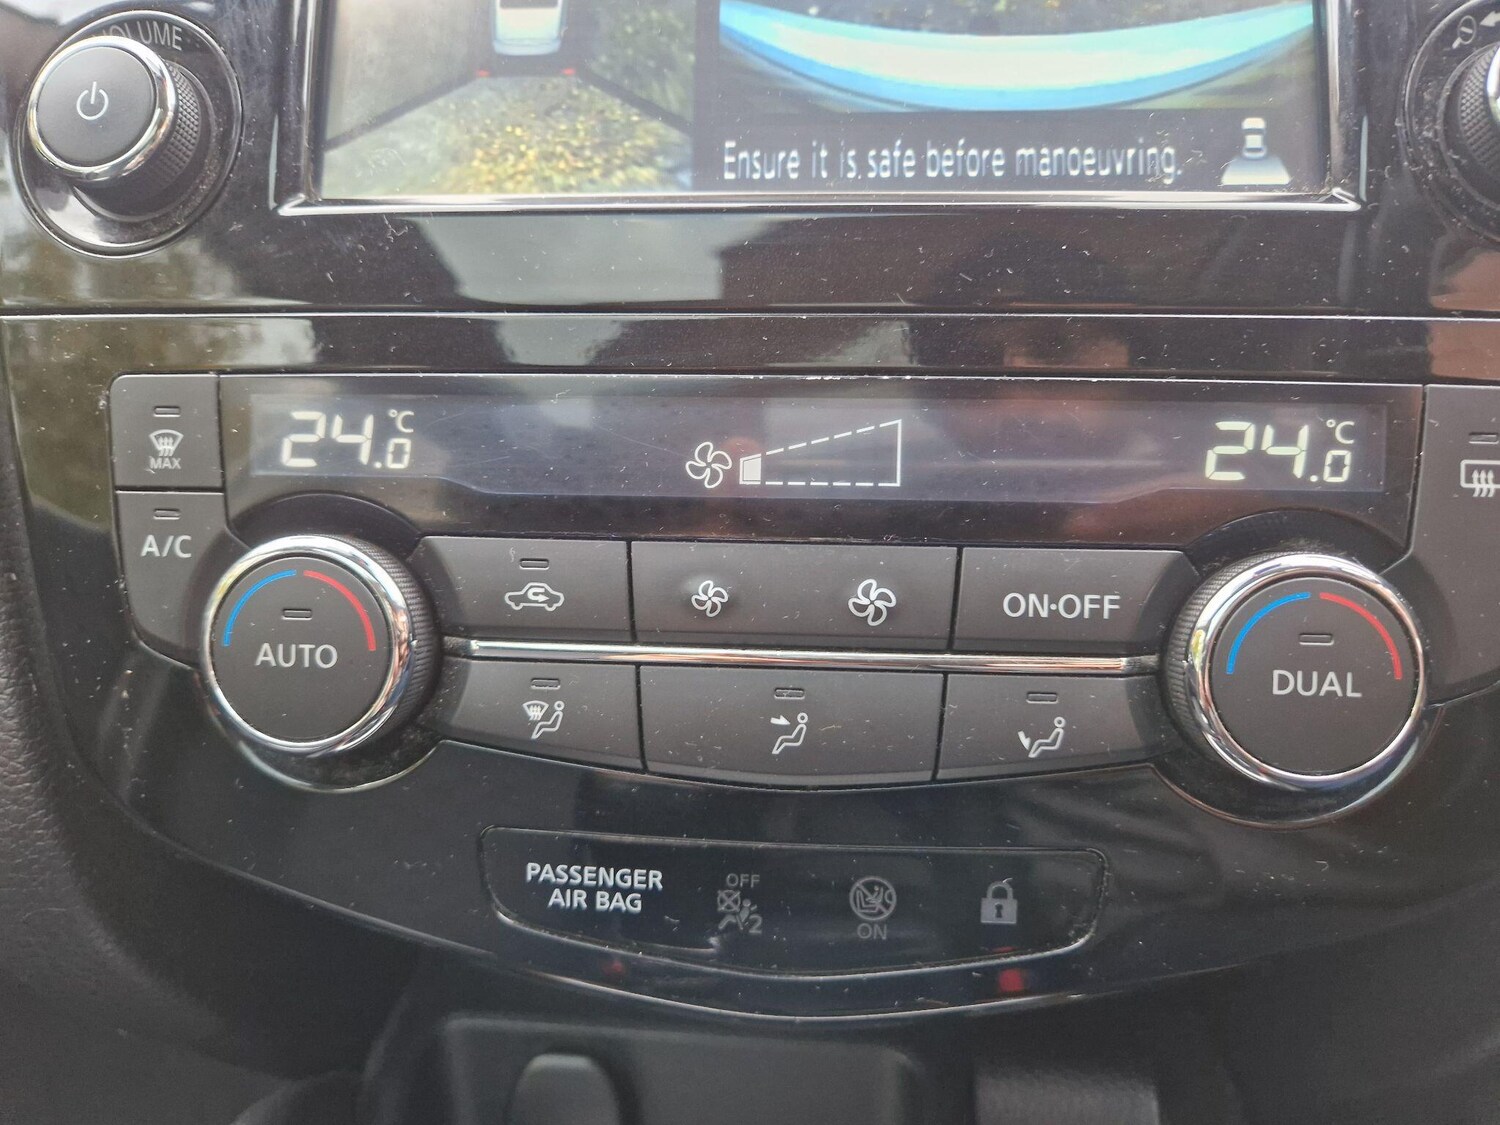 VOLUME
Ensure it is safe before manoeuvring.
24.0 °C
24.0 °C
MAX
A/C
AUTO
ON·OFF
DUAL
PASSENGER
AIR BAG
OFF
2
ON